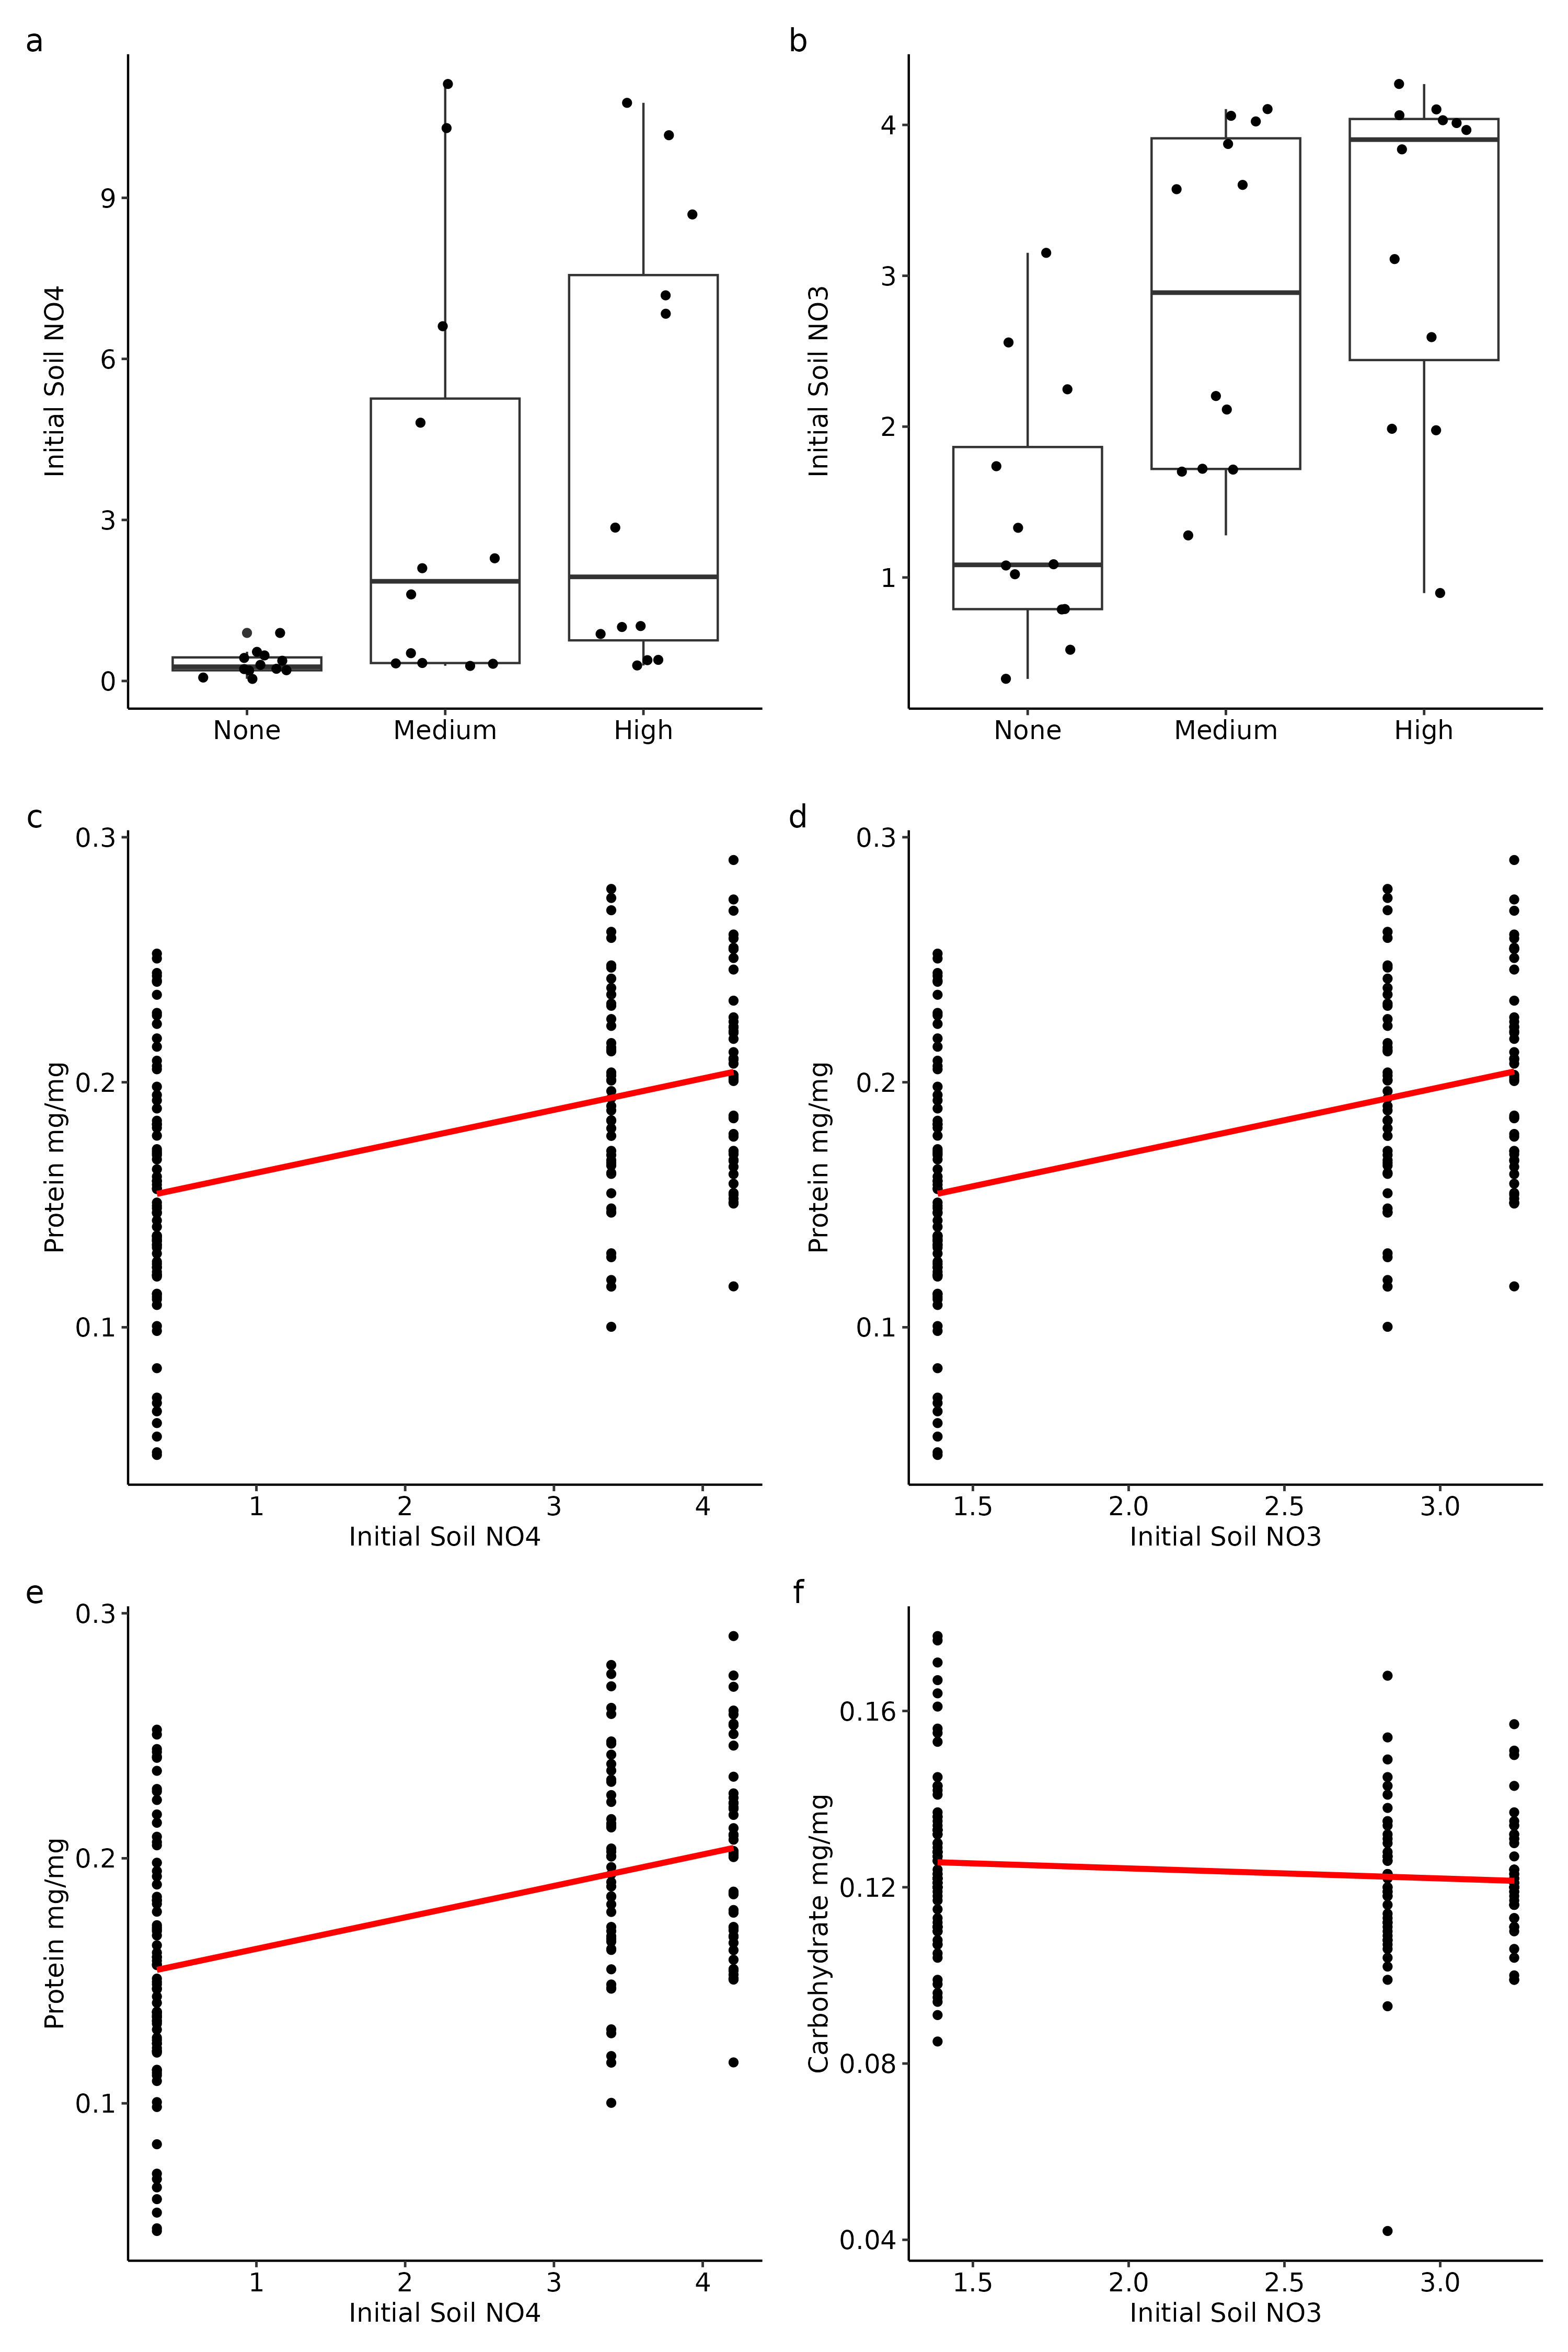 a
9
6
3
0
Initial Soil NO4
None Medium High
b
4
3
2
1
Initial Soil NO3
None Medium High
c
0.3
0.2
0.1
Protein mg/mg
1 2 3 4
Initial Soil NO4
d
0.3
0.2
0.1
Protein mg/mg
1.5 2.0 2.5 3.0
Initial Soil NO3
e
0.3
0.2
0.1
Protein mg/mg
1 2 3 4
Initial Soil NO4
f
0.16
0.12
0.08
0.04
Carbohydrate mg/mg
1.5 2.0 2.5 3.0
Initial Soil NO3